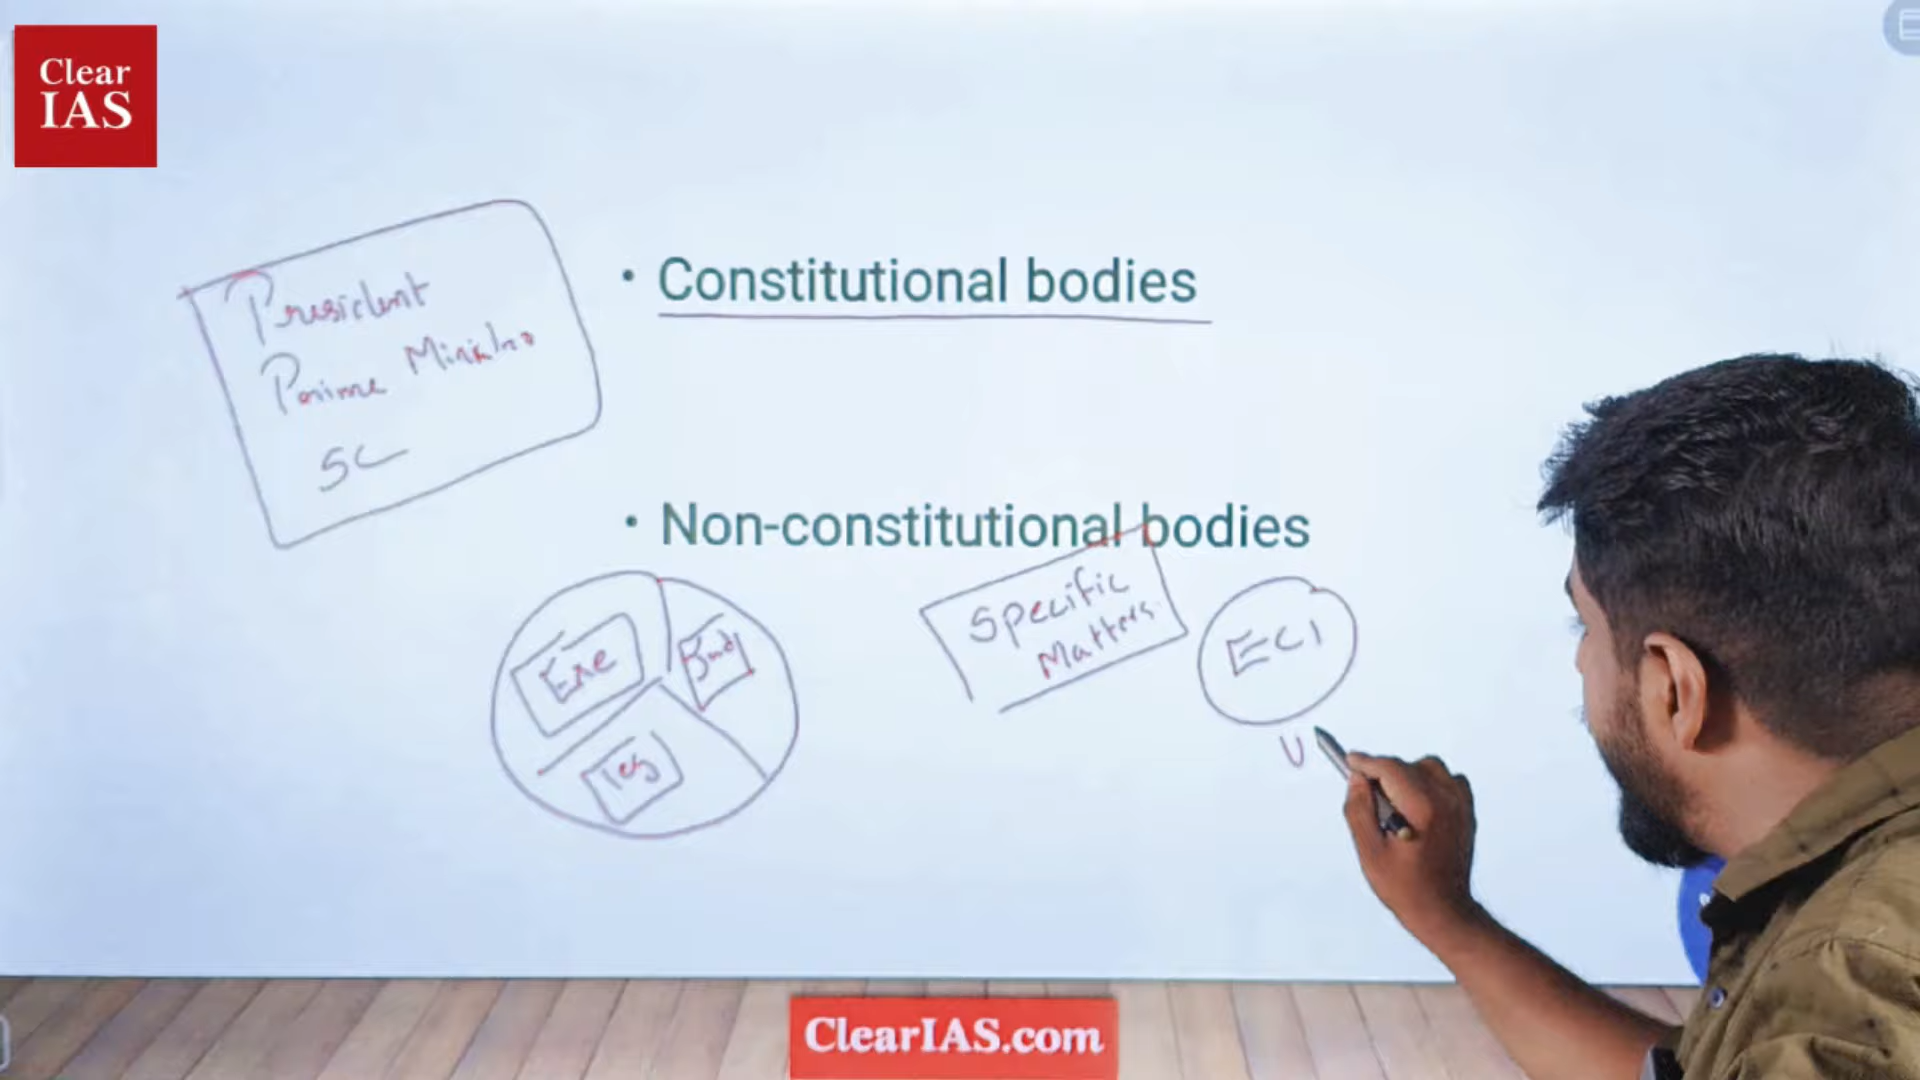 Clear
IAS
President
Prime Minister
SC
• Constitutional bodies
• Non-constitutional bodies
Exe
Jud
leg
Specific
Matters
ECI
U
ClearIAS.com